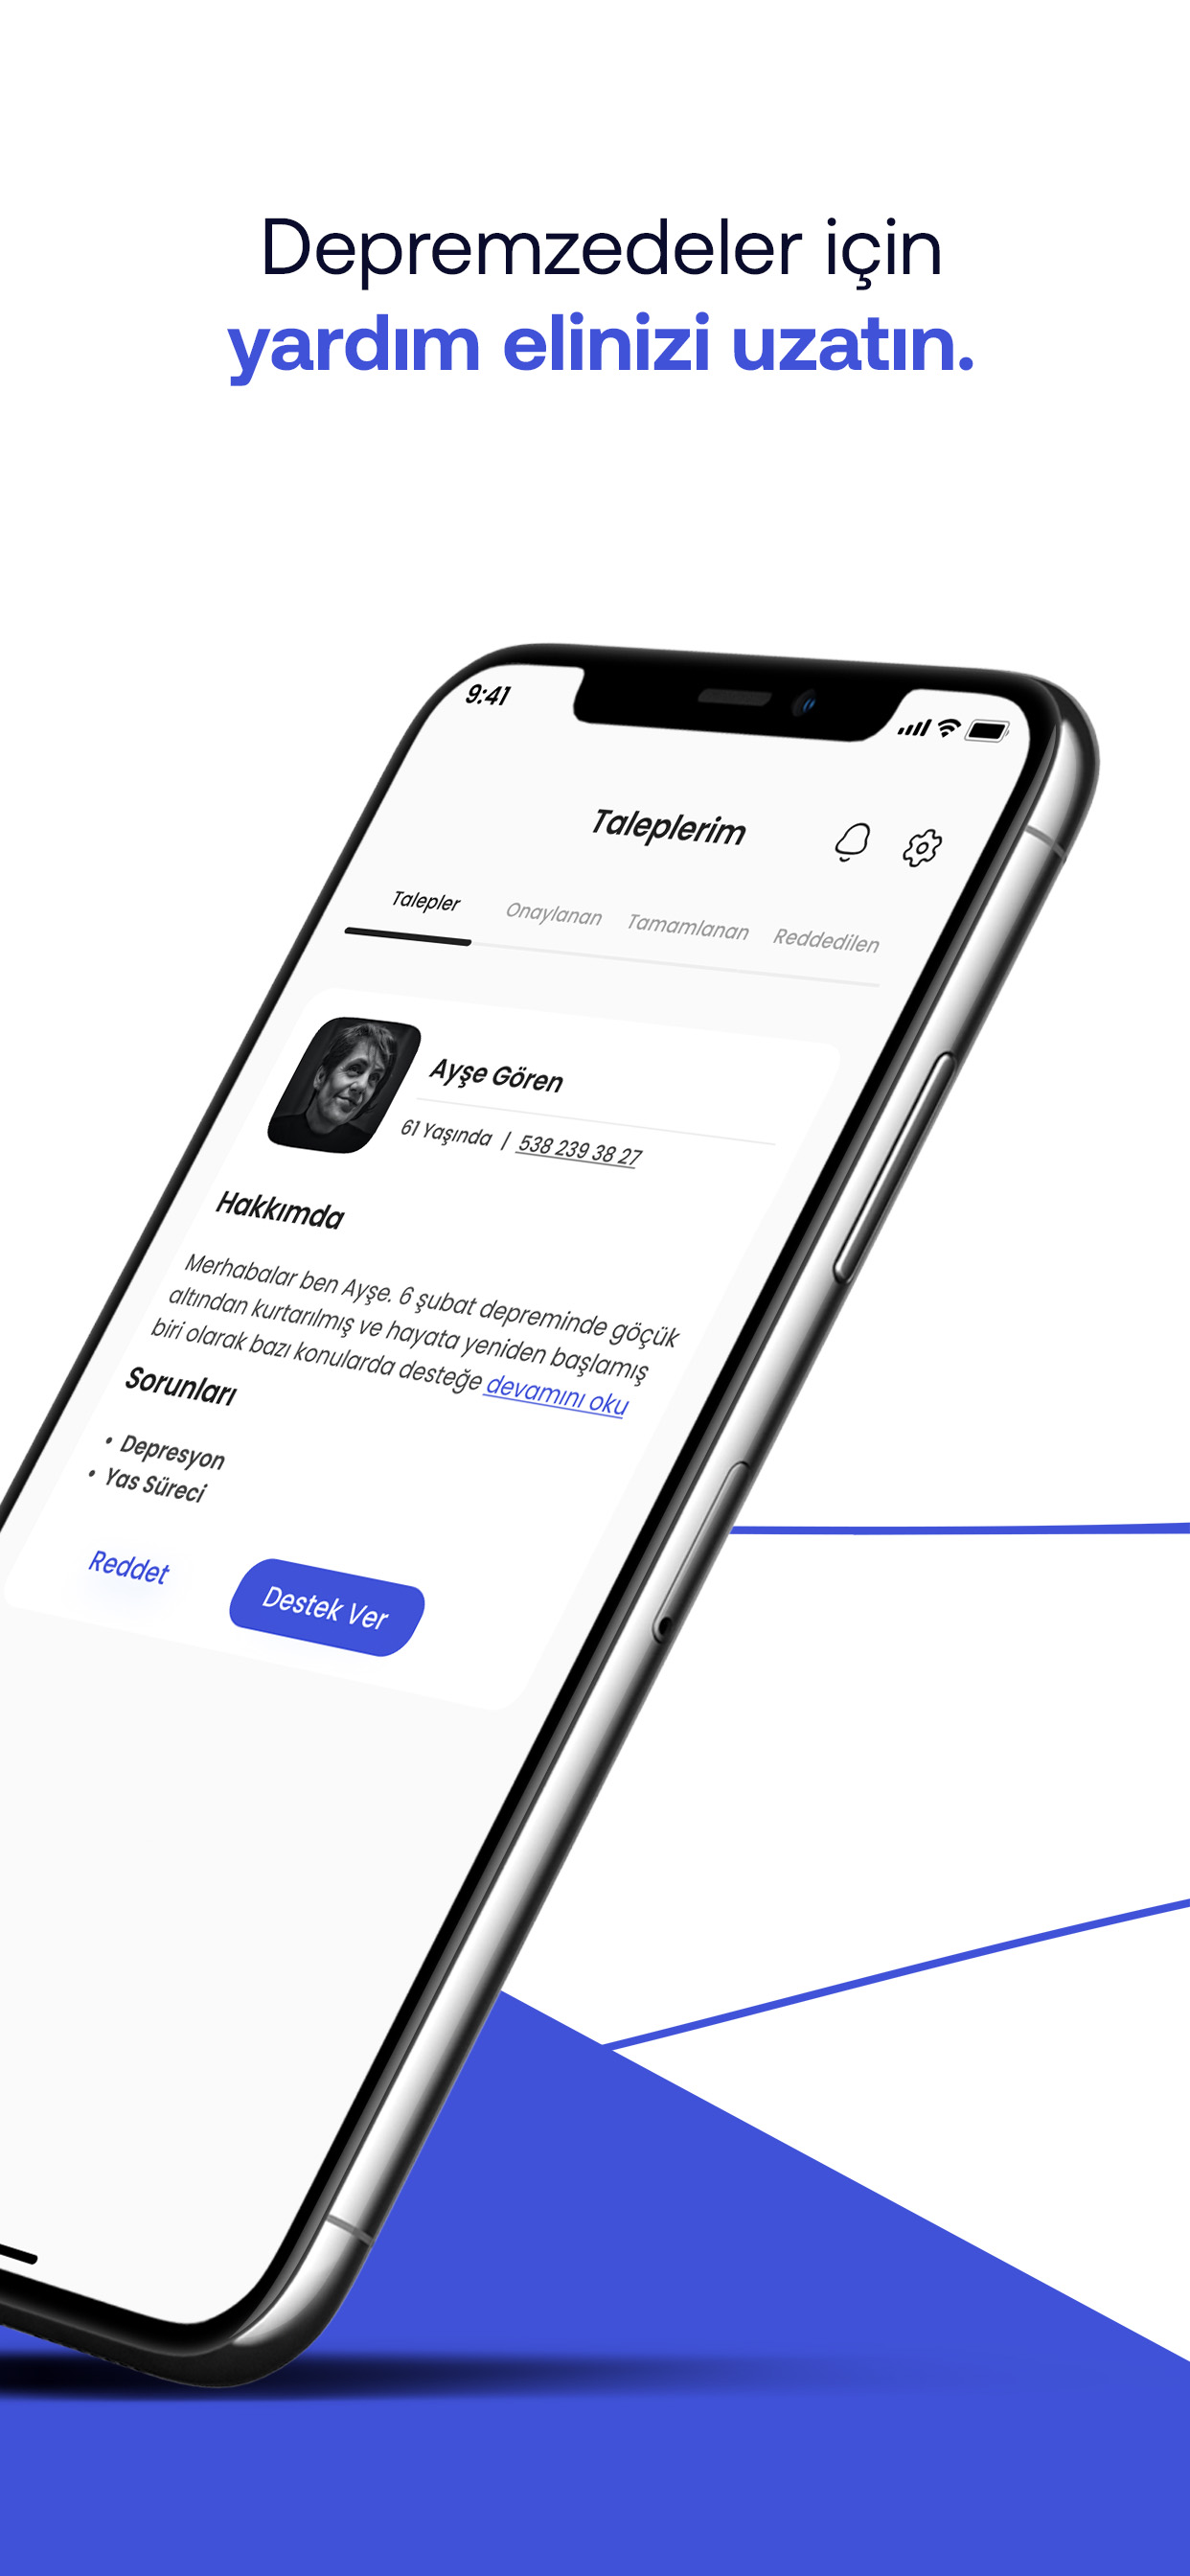 Depremzedeler için
yardım elinizi uzatın.
9:41
Taleplerim
Talepler Onaylanan Tamamlanan Reddedilen
Ayşe Gören
61 Yaşında | 538 239 38 27
Hakkımda
Merhabalar ben Ayşe. 6 şubat depreminde göçük
altından kurtarılmış ve hayata yeniden başlamış
biri olarak bazı konularda desteğe devamını oku
Sorunları
• Depresyon
• Yas Süreci
Reddet Destek Ver